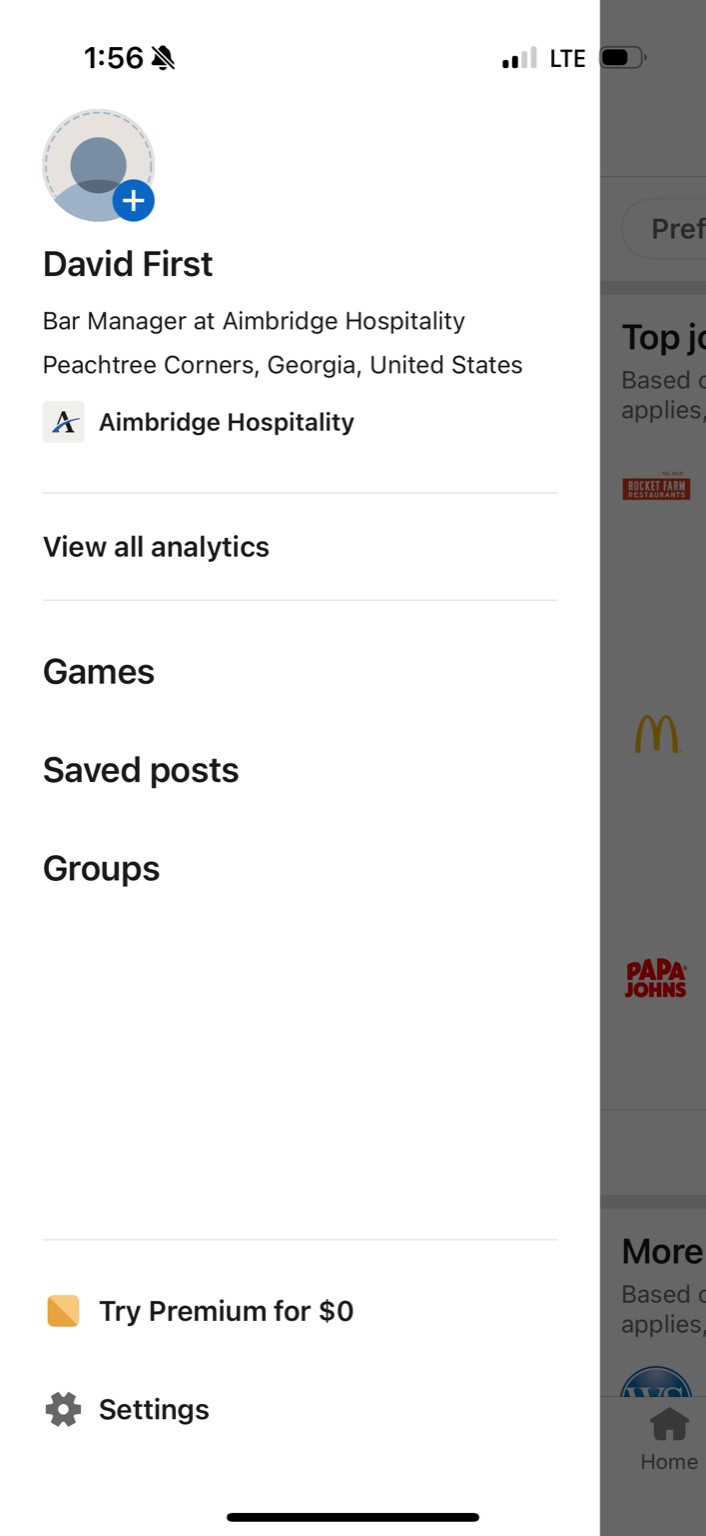 1:56
LTE
David First
Bar Manager at Aimbridge Hospitality
Peachtree Corners, Georgia, United States
A
Aimbridge Hospitality
View all analytics
Games
Saved posts
Groups
Try Premium for $0
Settings
Pref
Top jo
Based o
applies,
ROCKET FARM
RESTAURANTS
PAPA
JOHNS
More
Based o
applies,
WS
Home